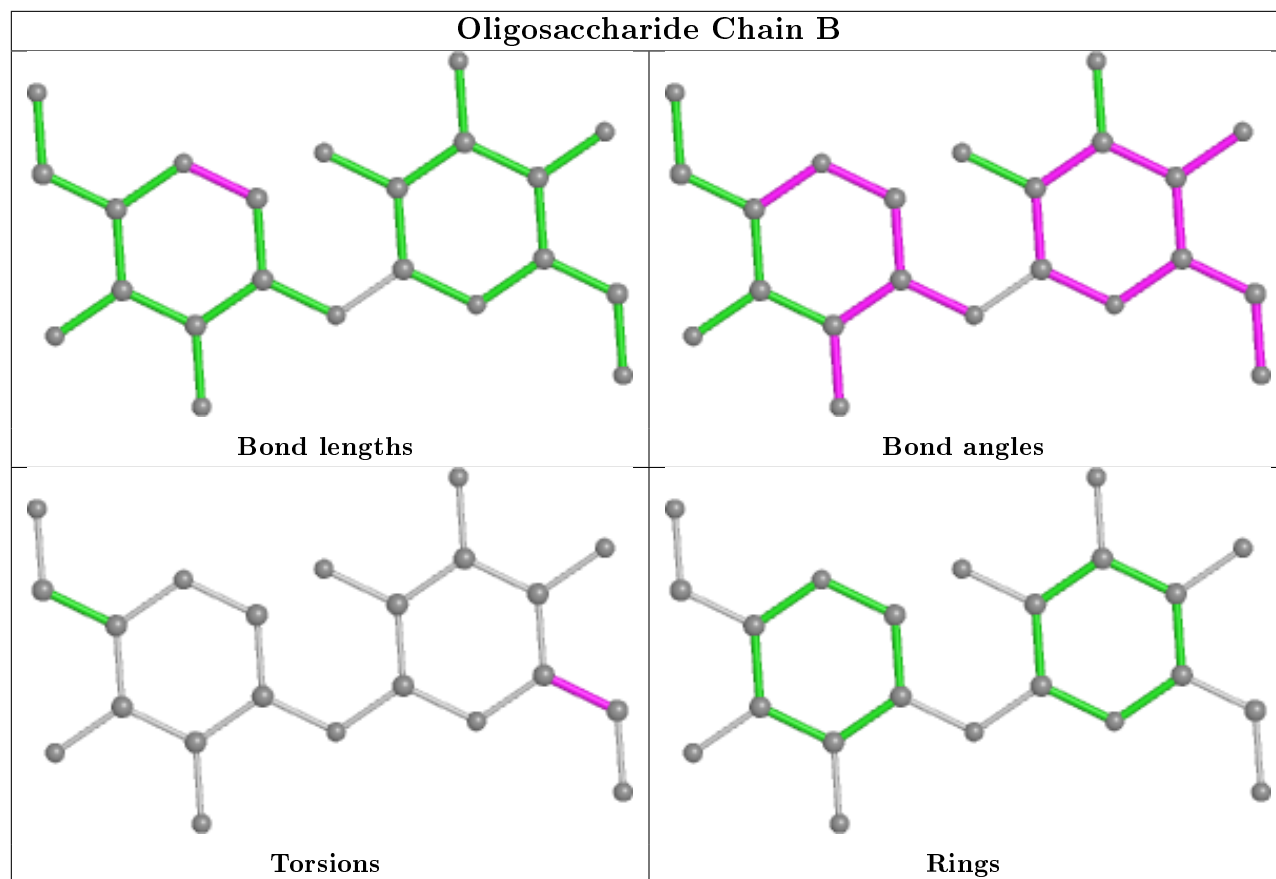 Oligosaccharide Chain B
Bond lengths
Bond angles
Torsions
Rings